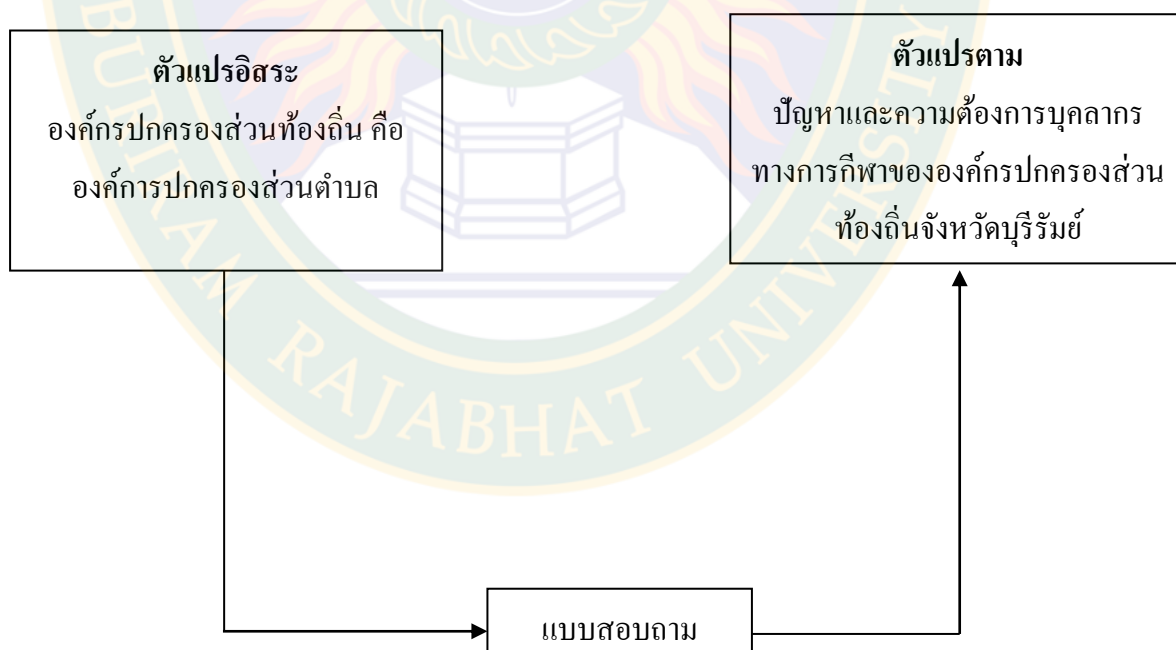 ตัวแปรอิสระ
องค์กรปกครองส่วนท้องถิ่น คือ
องค์การปกครองส่วนตำบล
ตัวแปรตาม
ปัญหาและความต้องการบุคลากร
ทางการกีฬาขององค์กรปกครองส่วน
ท้องถิ่นจังหวัดบุรีรัมย์
แบบสอบถาม
BURIRAM RAJABHAT UNIVERSITY